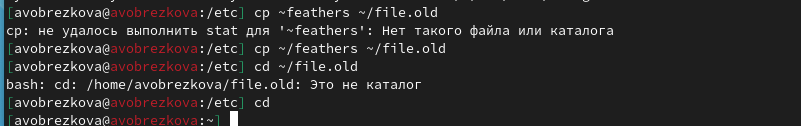 [avobrezkova@avobrezkova:/etc] cp ~feathers ~/file.old
cp: не удалось выполнить stat для '~feathers': Нет такого файла или каталога
[avobrezkova@avobrezkova:/etc] cp ~/feathers ~/file.old
[avobrezkova@avobrezkova:/etc] cd ~/file.old
bash: cd: /home/avobrezkova/file.old: Это не каталог
[avobrezkova@avobrezkova:/etc] cd
[avobrezkova@avobrezkova:~]